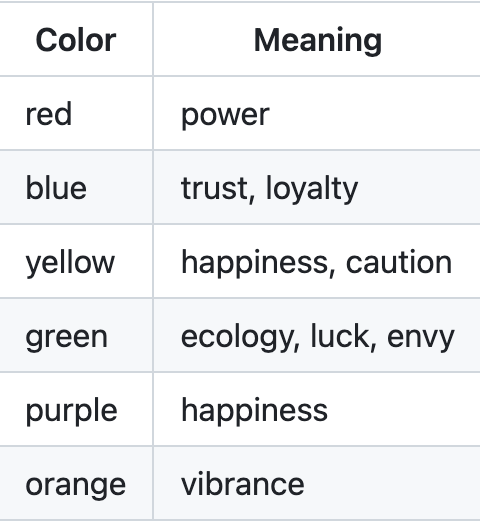 Color Meaning
red power
blue trust, loyalty
yellow happiness, caution
green ecology, luck, envy
purple happiness
orange vibrance